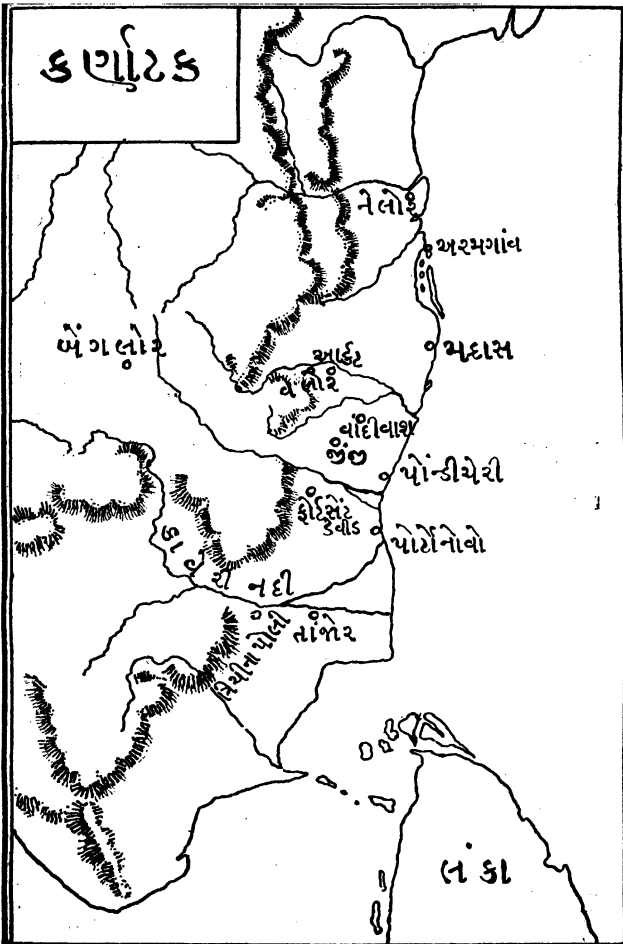 કર્ણાટક
નેલોર
અરમગાંવ
બેંગલોર
મદ્રાસ
આર્કટ
વેલોર
વાંદીવાશ
જીંજી
પોંન્ડીચેરી
ફોર્ટસેંટ
ડેવીડ
પોર્ટોનોવો
કાવેરી નદી
ત્રિચીનાપોલી
તાંજોર
લંકા